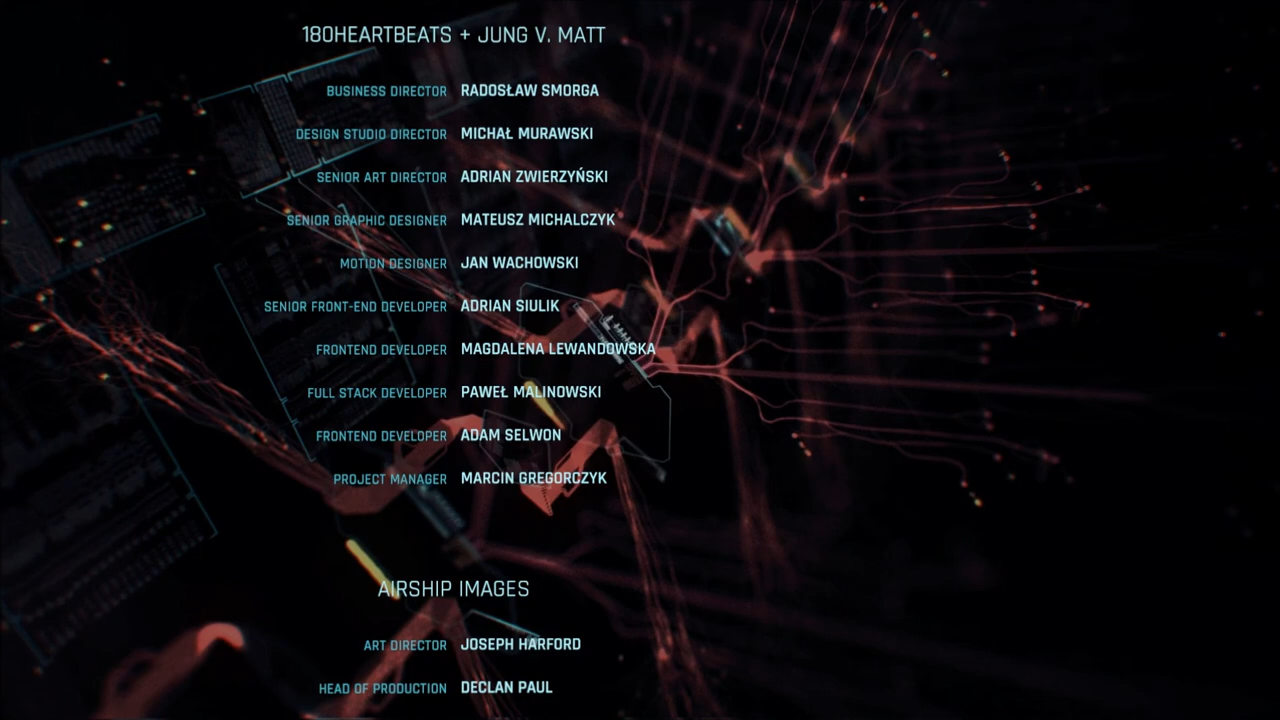 180HEARTBEATS + JUNG V. MATT
BUSINESS DIRECTOR RADOSŁAW SMORGA
DESIGN STUDIO DIRECTOR MICHAŁ MURAWSKI
SENIOR ART DIRECTOR ADRIAN ZWIERZYŃSKI
SENIOR GRAPHIC DESIGNER MATEUSZ MICHALCZYK
MOTION DESIGNER JAN WACHOWSKI
SENIOR FRONT-END DEVELOPER ADRIAN SIULIK
FRONTEND DEVELOPER MAGDALENA LEWANDOWSKA
FULL STACK DEVELOPER PAWEŁ MALINOWSKI
FRONTEND DEVELOPER ADAM SELWON
PROJECT MANAGER MARCIN GREGORCZYK
AIRSHIP IMAGES
ART DIRECTOR JOSEPH HARFORD
HEAD OF PRODUCTION DECLAN PAUL